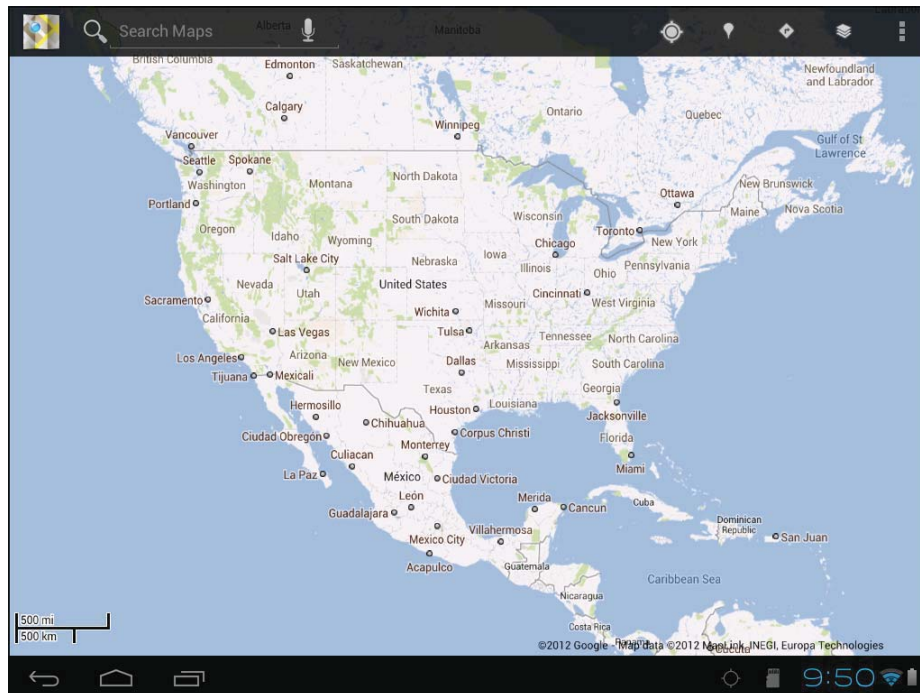 Search Maps
Alberta
Manitoba
British Columbia
Edmonton
Saskatchewan
Newfoundland
and Labrador
Calgary
Ontario
Quebec
Winnipeg
Vancouver
Gulf of St
Lawrence
Seattle
Spokane
Washington
Montana
North Dakota
Ottawa
New Brunswick
Portland
Maine
Nova Scotia
Oregon
South Dakota
Wisconsin
Toronto
Idaho
Wyoming
Chicago
New York
Salt Lake City
Nebraska
Iowa
Illinois
Ohio
Pennsylvania
Nevada
Utah
United States
Cincinnati
West Virginia
Sacramento
Missouri
California
Wichita
Las Vegas
Tulsa
Arkansas
Tennessee
North Carolina
Los Angeles
Arizona
New Mexico
Dallas
Mississippi
South Carolina
Tijuana
Mexicali
Texas
Georgia
Hermosillo
Houston
Louisiana
Jacksonville
Chihuahua
Ciudad Obregón
Corpus Christi
Florida
Monterrey
Culiacan
Miami
La Paz
México
Ciudad Victoria
León
Merida
Cancun
Cuba
Guadalajara
Dominican
Republic
Mexico City
Villahermosa
San Juan
Acapulco
Guatemala
Caribbean Sea
Nicaragua
500 mi
500 km
Costa Rica
Panama
Cucuta
©2012 Google - Map data ©2012 MapLink, INEGI, Europa Technologies
9:50